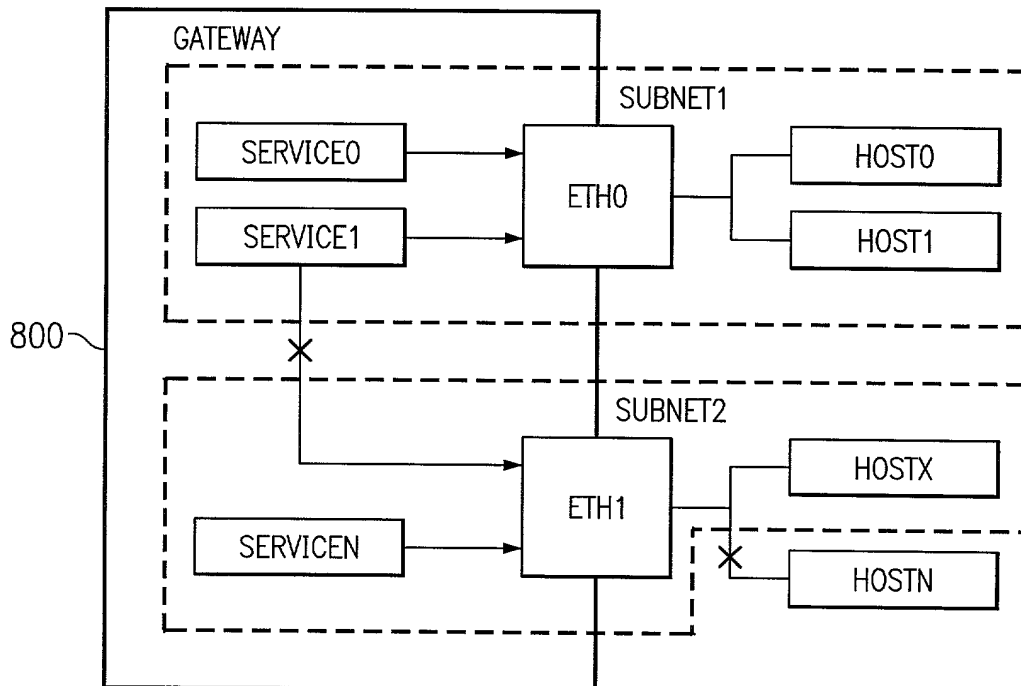 GATEWAY
SUBNET1
SERVICE0
ETH0
HOST0
SERVICE1
HOST1
800
SUBNET2
ETH1
HOSTX
SERVICEN
HOSTN